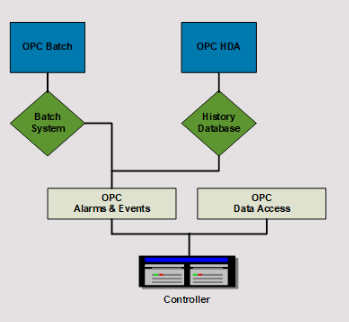 OPC Batch
OPC HDA
Batch
System
History
Database
OPC
Alarms & Events
OPC
Data Access
Controller